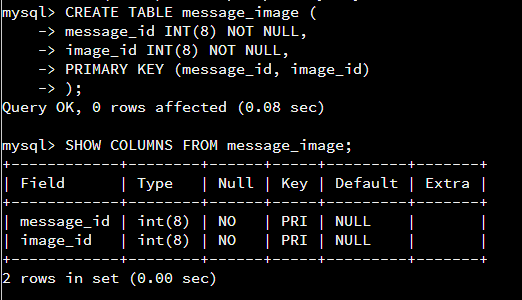 mysql> CREATE TABLE message_image (
    -> message_id INT(8) NOT NULL,
    -> image_id INT(8) NOT NULL,
    -> PRIMARY KEY (message_id, image_id)
    -> );
Query OK, 0 rows affected (0.08 sec)

mysql> SHOW COLUMNS FROM message_image;
+------------+--------+------+-----+---------+-------+
| Field      | Type   | Null | Key | Default | Extra |
+------------+--------+------+-----+---------+-------+
| message_id | int(8) | NO   | PRI | NULL    |       |
| image_id   | int(8) | NO   | PRI | NULL    |       |
+------------+--------+------+-----+---------+-------+
2 rows in set (0.00 sec)